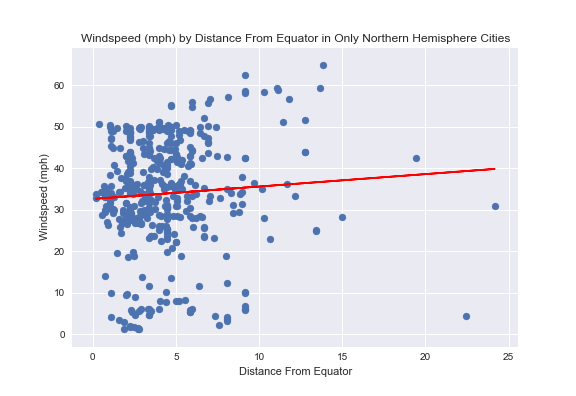 Windspeed (mph) by Distance From Equator in Only Northern Hemisphere Cities
60
50
40
30
20
10
0
Windspeed (mph)
0 5 10 15 20 25
Distance From Equator